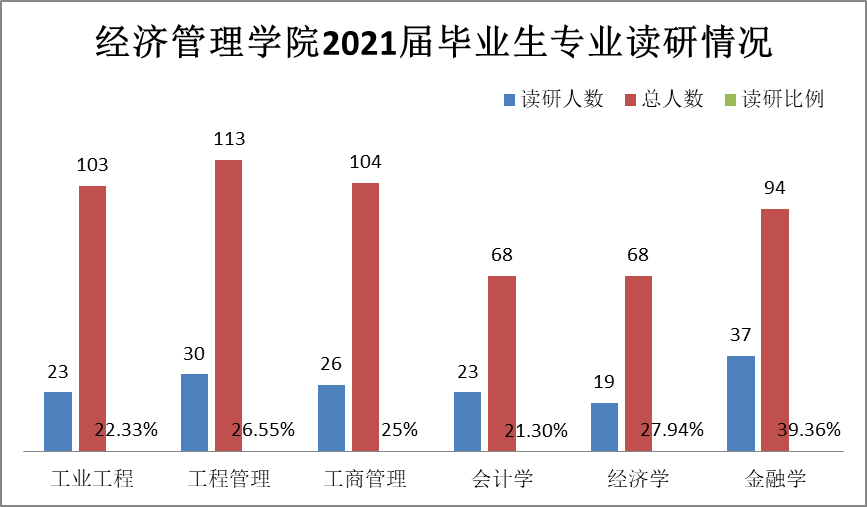 经济管理学院2021届毕业生专业读研情况
读研人数 总人数 读研比例
103 113 104 68 68 94
23 30 26 23 19 37
22.33% 26.55% 25% 21.30% 27.94% 39.36%
工业工程 工程管理 工商管理 会计学 经济学 金融学